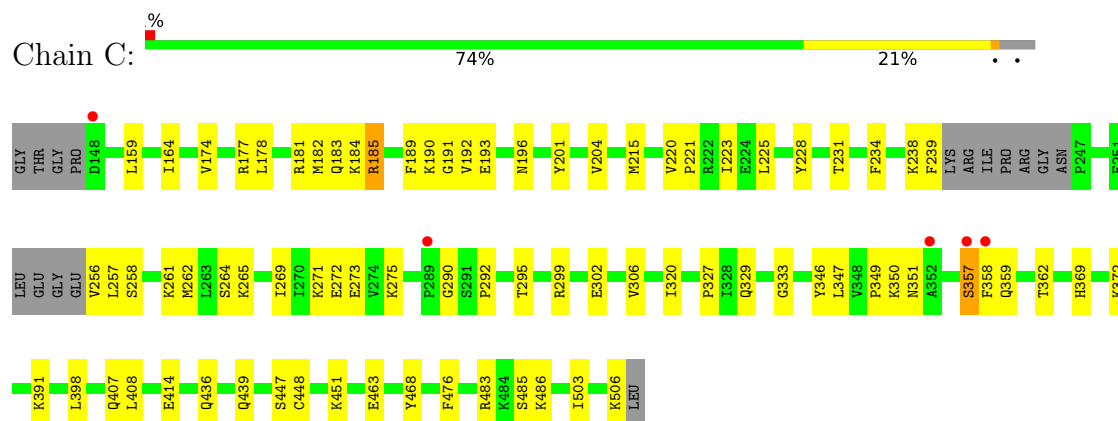 %
Chain C:
74% 21% • •
GLY THR GLY PRO D148 L159 I164 V174 R177 L178 R181 M182 Q183 K184 R185 F189 K190 G191 V192 E193 N196 Y201 V204 M215 V220 P221 R222 I223 E224 L225 Y228 T231 F234 K238 F239 LYS ARG ILE PRO ARG GLY ASN P247 E251
LEU GLU GLY GLU V256 L257 S258 K261 M262 L263 S264 K265 I269 I270 K271 E272 E273 V274 K275 P289 G290 S291 P292 T295 R299 E302 V306 I320 P327 I328 Q329 G333 Y346 L347 V348 P349 K350 N351 A352 S357 F358 Q359 T362 H369 K372
K391 L398 Q407 L408 E414 Q436 Q439 S447 C448 K451 E463 Y468 F476 R483 K484 S485 K486 I503 K506 LEU